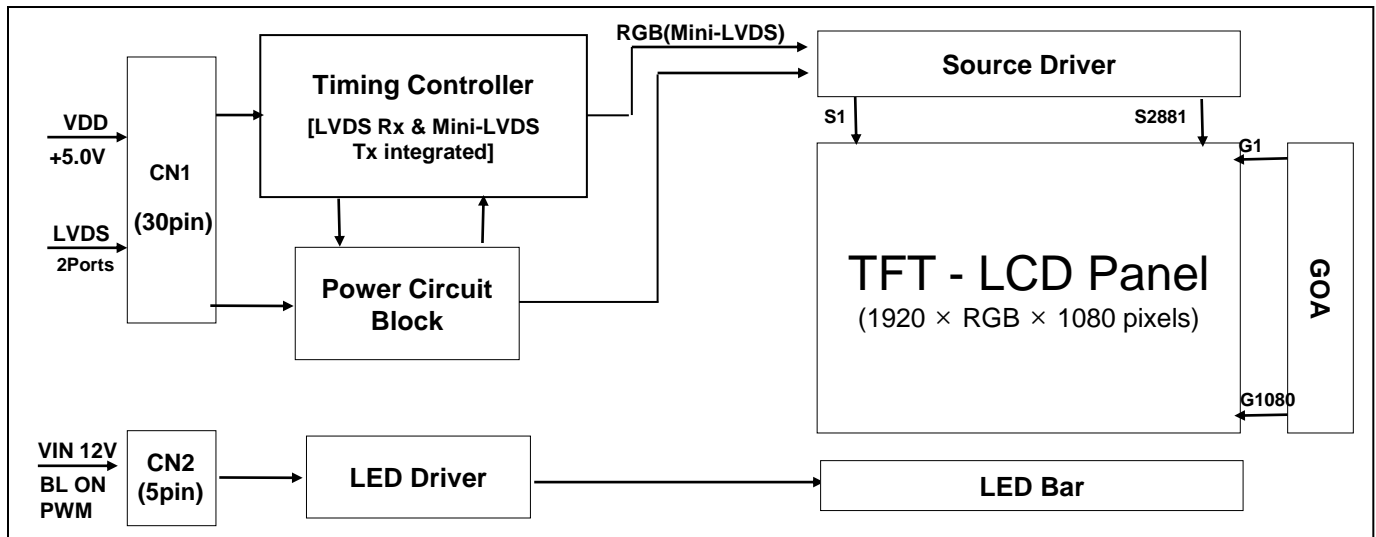 RGB(Mini-LVDS)
Timing Controller
[LVDS Rx & Mini-LVDS
Tx integrated]
Source Driver
S1
S2881
VDD
+5.0V
CN1
(30pin)
LVDS
2Ports
Power Circuit
Block
G1
TFT - LCD Panel
(1920 × RGB × 1080 pixels)
GOA
G1080
VIN 12V
BL ON
PWM
CN2
(5pin)
LED Driver
LED Bar